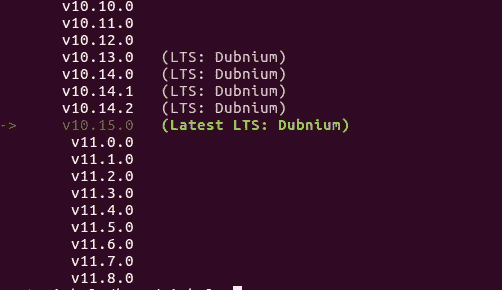 v10.10.0
v10.11.0
v10.12.0
v10.13.0 (LTS: Dubnium)
v10.14.0 (LTS: Dubnium)
v10.14.1 (LTS: Dubnium)
v10.14.2 (LTS: Dubnium)
-> v10.15.0 (Latest LTS: Dubnium)
v11.0.0
v11.1.0
v11.2.0
v11.3.0
v11.4.0
v11.5.0
v11.6.0
v11.7.0
v11.8.0